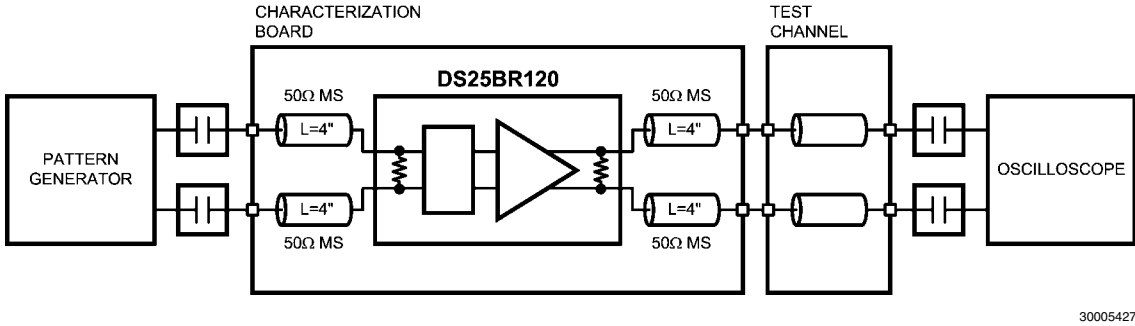 CHARACTERIZATION
BOARD
TEST
CHANNEL
DS25BR120
50Ω MS
50Ω MS
L=4"
L=4"
PATTERN
GENERATOR
OSCILLOSCOPE
L=4"
L=4"
50Ω MS
50Ω MS
30005427